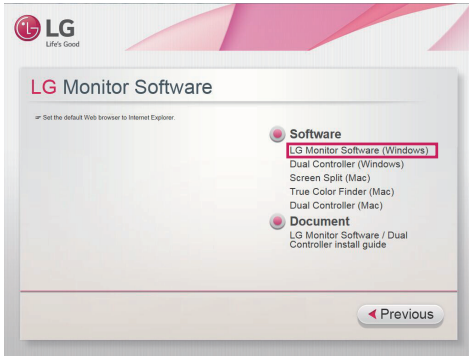 LG
Life's Good
LG Monitor Software
☞ Set the default Web browser to Internet Explorer.
Software
LG Monitor Software (Windows)
Dual Controller (Windows)
Screen Split (Mac)
True Color Finder (Mac)
Dual Controller (Mac)
Document
LG Monitor Software / Dual
Controller install guide
Previous